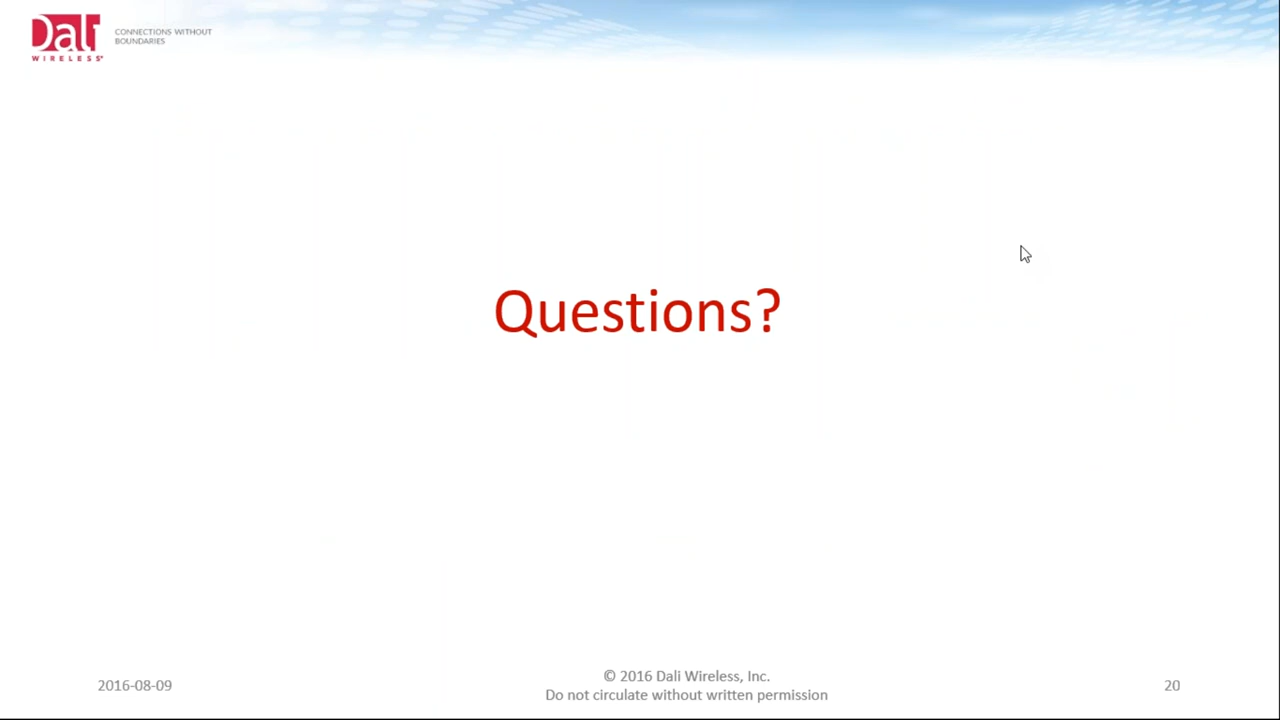 Dali
WIRELESS
CONNECTIONS WITHOUT
BOUNDARIES
Questions?
2016-08-09
© 2016 Dali Wireless, Inc.
Do not circulate without written permission
20